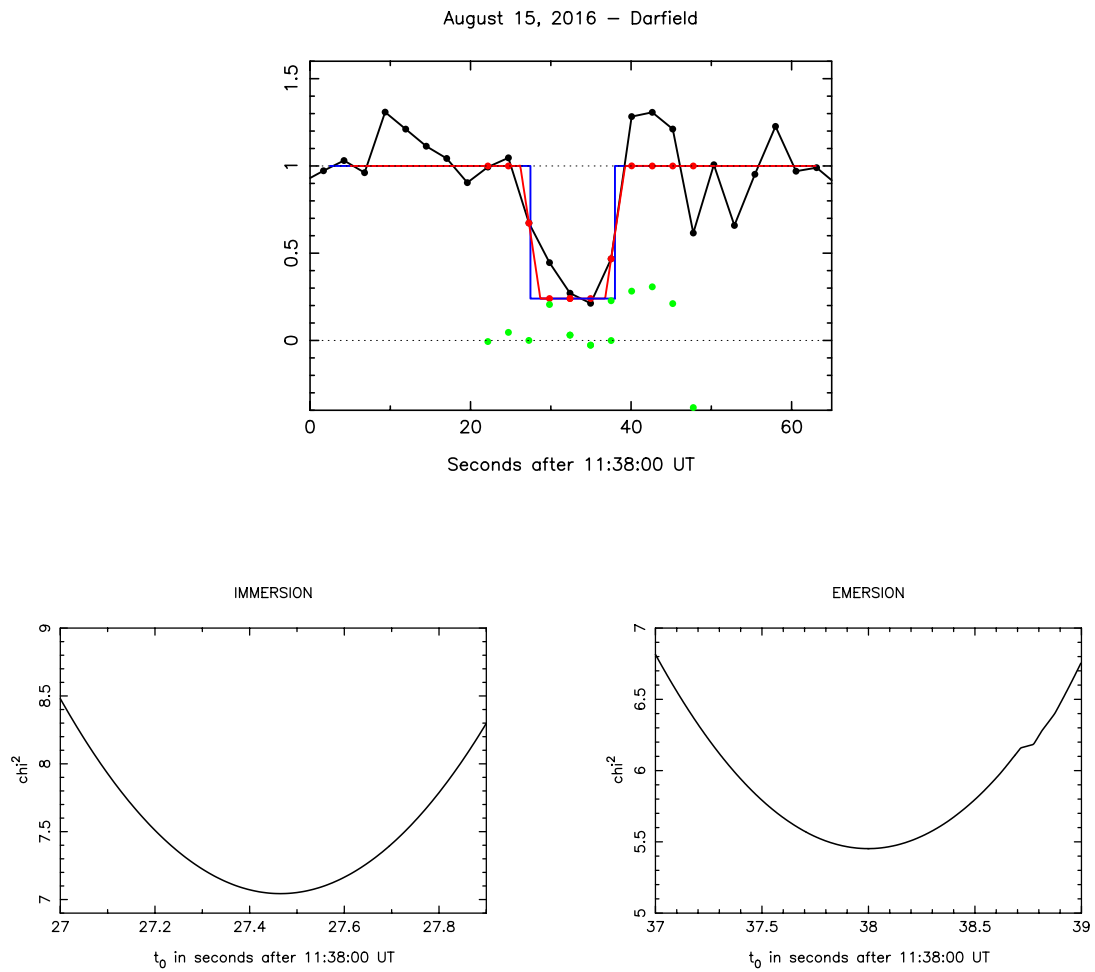 August 15, 2016 – Darfield
1.5
1
0.5
0
0 20 40 60
Seconds after 11:38:00 UT
IMMERSION
9
8.5
8
7.5
7
chi²
27 27.2 27.4 27.6 27.8
t₀ in seconds after 11:38:00 UT
EMERSION
7
6.5
6
5.5
5
chi²
37 37.5 38 38.5 39
t₀ in seconds after 11:38:00 UT